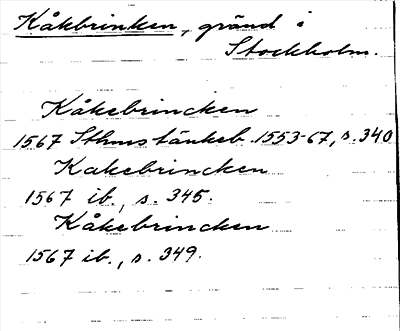 Kåkbrinken, gränd i
Stockholm.
Kåkebrincken
1567 Sthms tänkeb. 1553-67, s. 340
Kakebrincken
1567 ib., s. 345.
Kåkebrincken
1567 ib., s. 349.